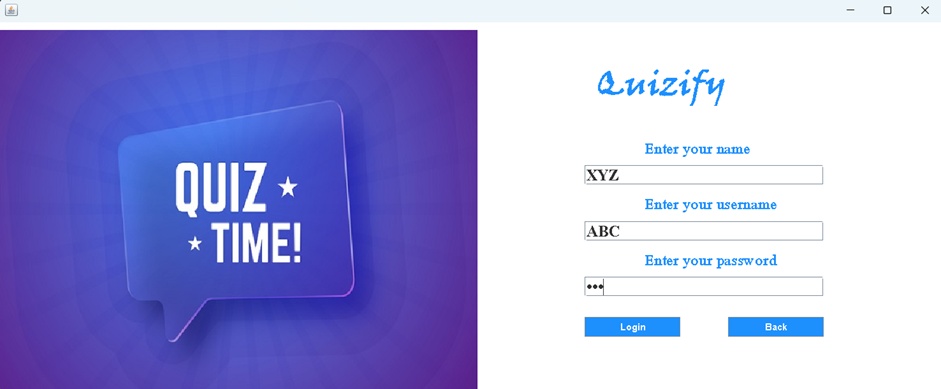 QUIZ
TIME!
Quizify
Enter your name
XYZ
Enter your username
ABC
Enter your password
•••
Login Back